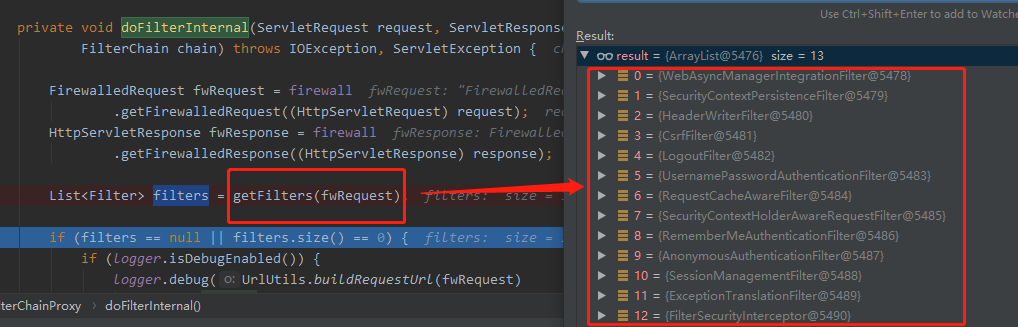 private void doFilterInternal(ServletRequest request, ServletRespons
FilterChain chain) throws IOException, ServletException {
FirewalledRequest fwRequest = firewall fwRequest: "FirewalledRe
.getFirewalledRequest((HttpServletRequest) request);
HttpServletResponse fwResponse = firewall fwResponse: Firewalled
.getFirewalledResponse((HttpServletResponse) response);
List<Filter> filters = getFilters(fwRequest) filters: size =
if (filters == null || filters.size() == 0) { filters: size =
if (logger.isDebugEnabled()) {
logger.debug( o: UrlUtils.buildRequestUrl(fwRequest)
lterChainProxy > doFilterInternal()
Use Ctrl+Shift+Enter to add to Watche
Result:
result = {ArrayList@5476} size = 13
0 = {WebAsyncManagerIntegrationFilter@5478}
1 = {SecurityContextPersistenceFilter@5479}
2 = {HeaderWriterFilter@5480}
3 = {CsrfFilter@5481}
4 = {LogoutFilter@5482}
5 = {UsernamePasswordAuthenticationFilter@5483}
6 = {RequestCacheAwareFilter@5484}
7 = {SecurityContextHolderAwareRequestFilter@5485}
8 = {RememberMeAuthenticationFilter@5486}
9 = {AnonymousAuthenticationFilter@5487}
10 = {SessionManagementFilter@5488}
11 = {ExceptionTranslationFilter@5489}
12 = {FilterSecurityInterceptor@5490}